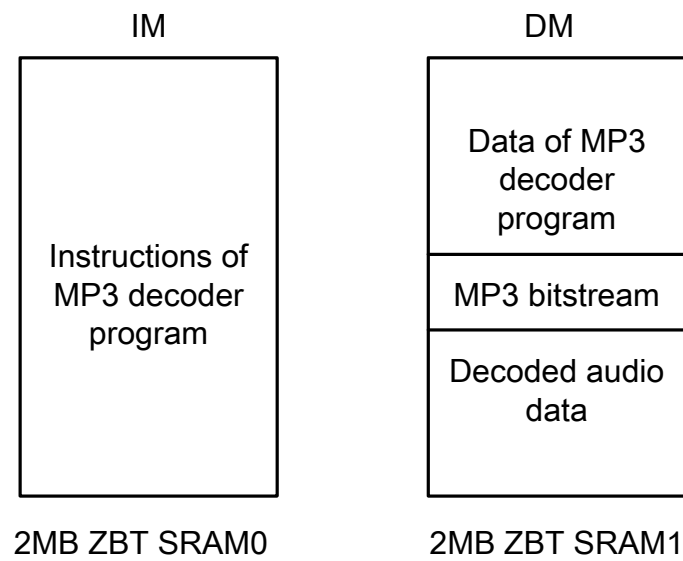 IM
Instructions of
MP3 decoder
program
2MB ZBT SRAM0
DM
Data of MP3
decoder
program
MP3 bitstream
Decoded audio
data
2MB ZBT SRAM1